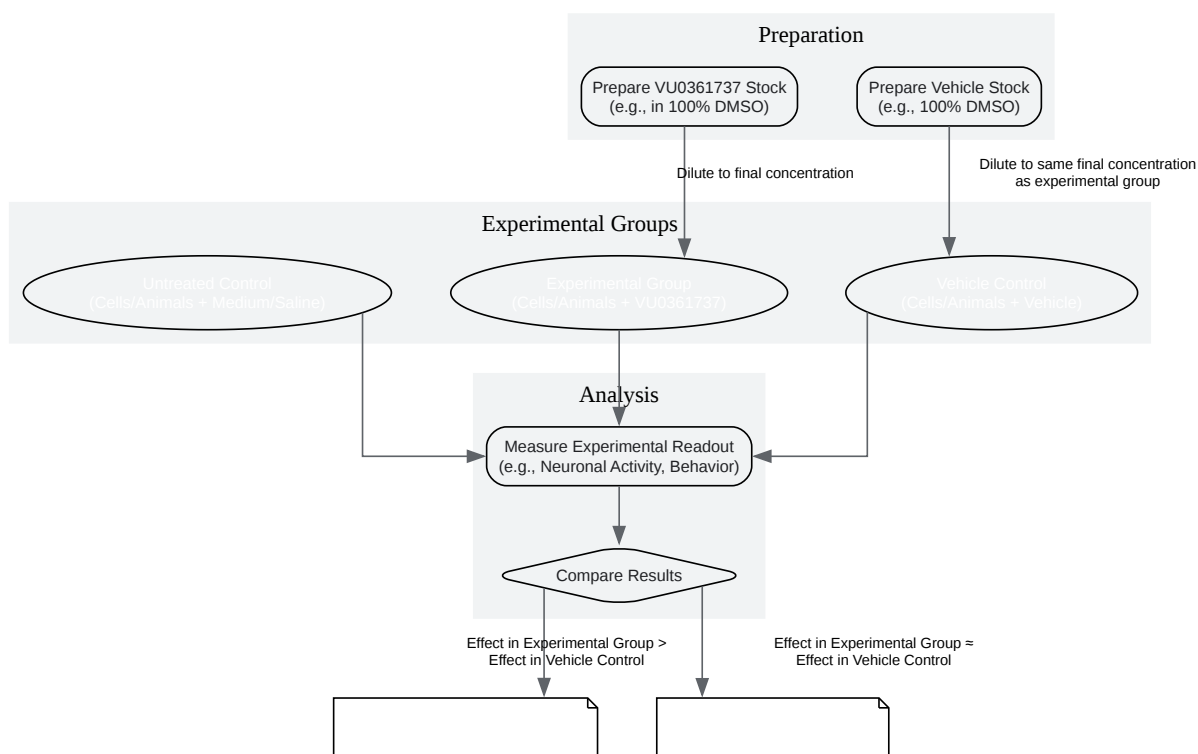 Preparation
Prepare VU0361737 Stock
(e.g., in 100% DMSO)
Prepare Vehicle Stock
(e.g., 100% DMSO)
Dilute to final concentration
Dilute to same final concentration
as experimental group
Experimental Groups
Untreated Control
(Cells/Animals + Medium/Saline)
Experimental Group
(Cells/Animals + VU0361737)
Vehicle Control
(Cells/Animals + Vehicle)
Analysis
Measure Experimental Readout
(e.g., Neuronal Activity, Behavior)
Compare Results
Effect in Experimental Group >
Effect in Vehicle Control
Effect in Experimental Group ≈
Effect in Vehicle Control